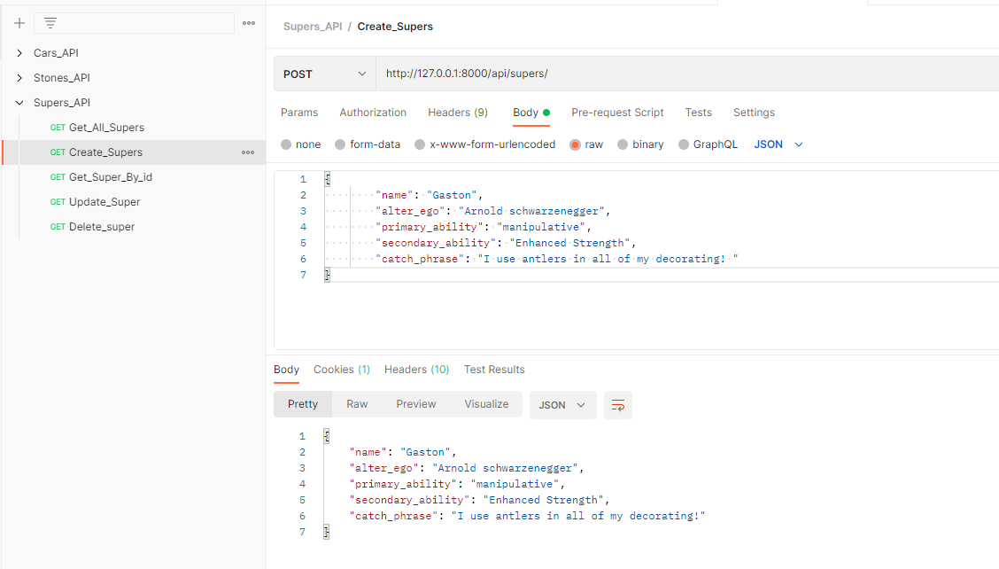 Cars_API
Stones_API
Supers_API
GET Get_All_Supers
GET Create_Supers
GET Get_Super_By_id
GET Update_Super
GET Delete_super
Supers_API / Create_Supers
POST http://127.0.0.1:8000/api/supers/
Params Authorization Headers (9) Body Pre-request Script Tests Settings
none form-data x-www-form-urlencoded raw binary GraphQL JSON
1 {
2 "name": "Gaston",
3 "alter_ego": "Arnold schwarzenegger",
4 "primary_ability": "manipulative",
5 "secondary_ability": "Enhanced Strength",
6 "catch_phrase": "I use antlers in all of my decorating! "
7 }
Body Cookies (1) Headers (10) Test Results
Pretty Raw Preview Visualize JSON
1 {
2 "name": "Gaston",
3 "alter_ego": "Arnold schwarzenegger",
4 "primary_ability": "manipulative",
5 "secondary_ability": "Enhanced Strength",
6 "catch_phrase": "I use antlers in all of my decorating!"
7 }